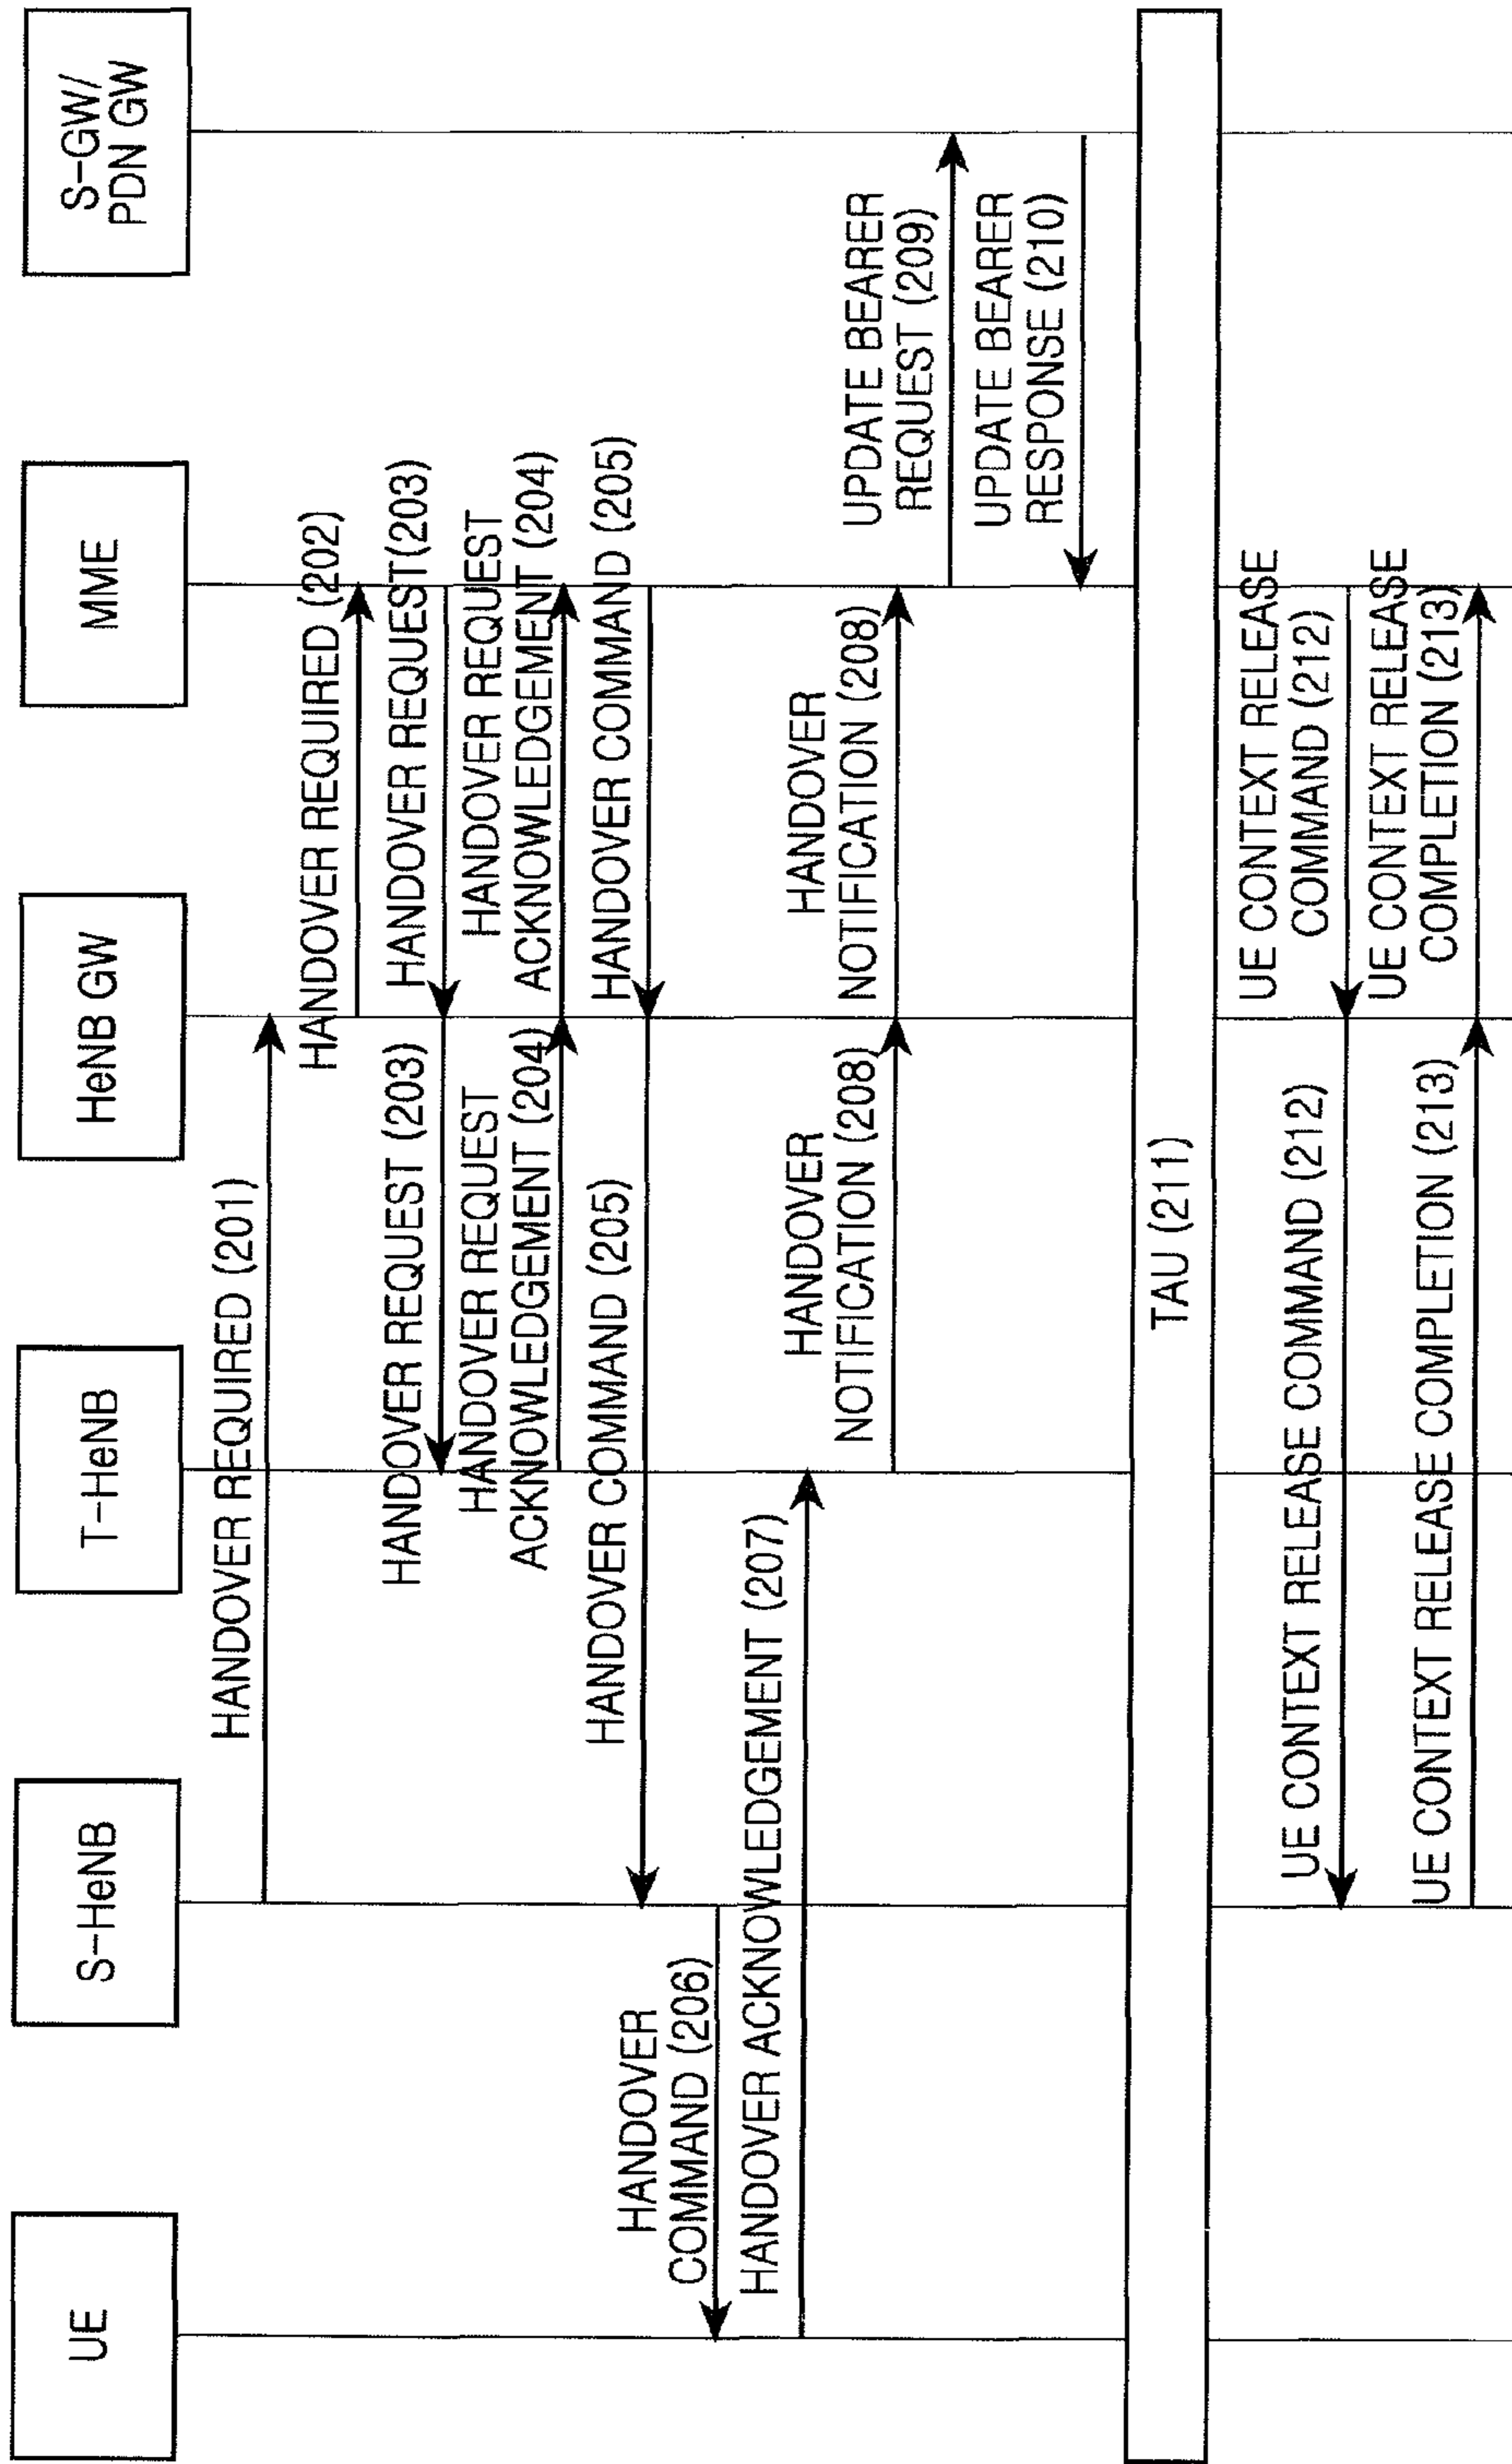 UE
S-HeNB
T-HeNB
HeNB GW
MME
S-GW/
PDN GW
HANDOVER REQUIRED (201)
HANDOVER REQUIRED (202)
HANDOVER REQUEST (203)
HANDOVER REQUEST(203)
HANDOVER REQUEST
ACKNOWLEDGEMENT (204)
HANDOVER REQUEST
ACKNOWLEDGEMENT (204)
HANDOVER COMMAND (205)
HANDOVER COMMAND (205)
HANDOVER
COMMAND (206)
HANDOVER ACKNOWLEDGEMENT (207)
HANDOVER
NOTIFICATION (208)
HANDOVER
NOTIFICATION (208)
UPDATE BEARER
REQUEST (209)
UPDATE BEARER
RESPONSE (210)
TAU (211)
UE CONTEXT RELEASE COMMAND (212)
UE CONTEXT RELEASE
COMMAND (212)
UE CONTEXT RELEASE COMPLETION (213)
UE CONTEXT RELEASE
COMPLETION (213)